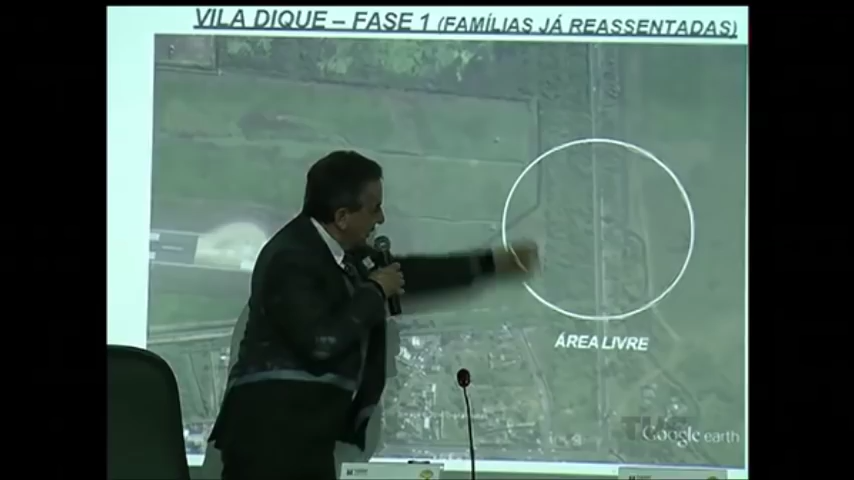 VILA DIQUE – FASE 1 (FAMÍLIAS JÁ REASSENTADAS)
ÁREA LIVRE
Google earth